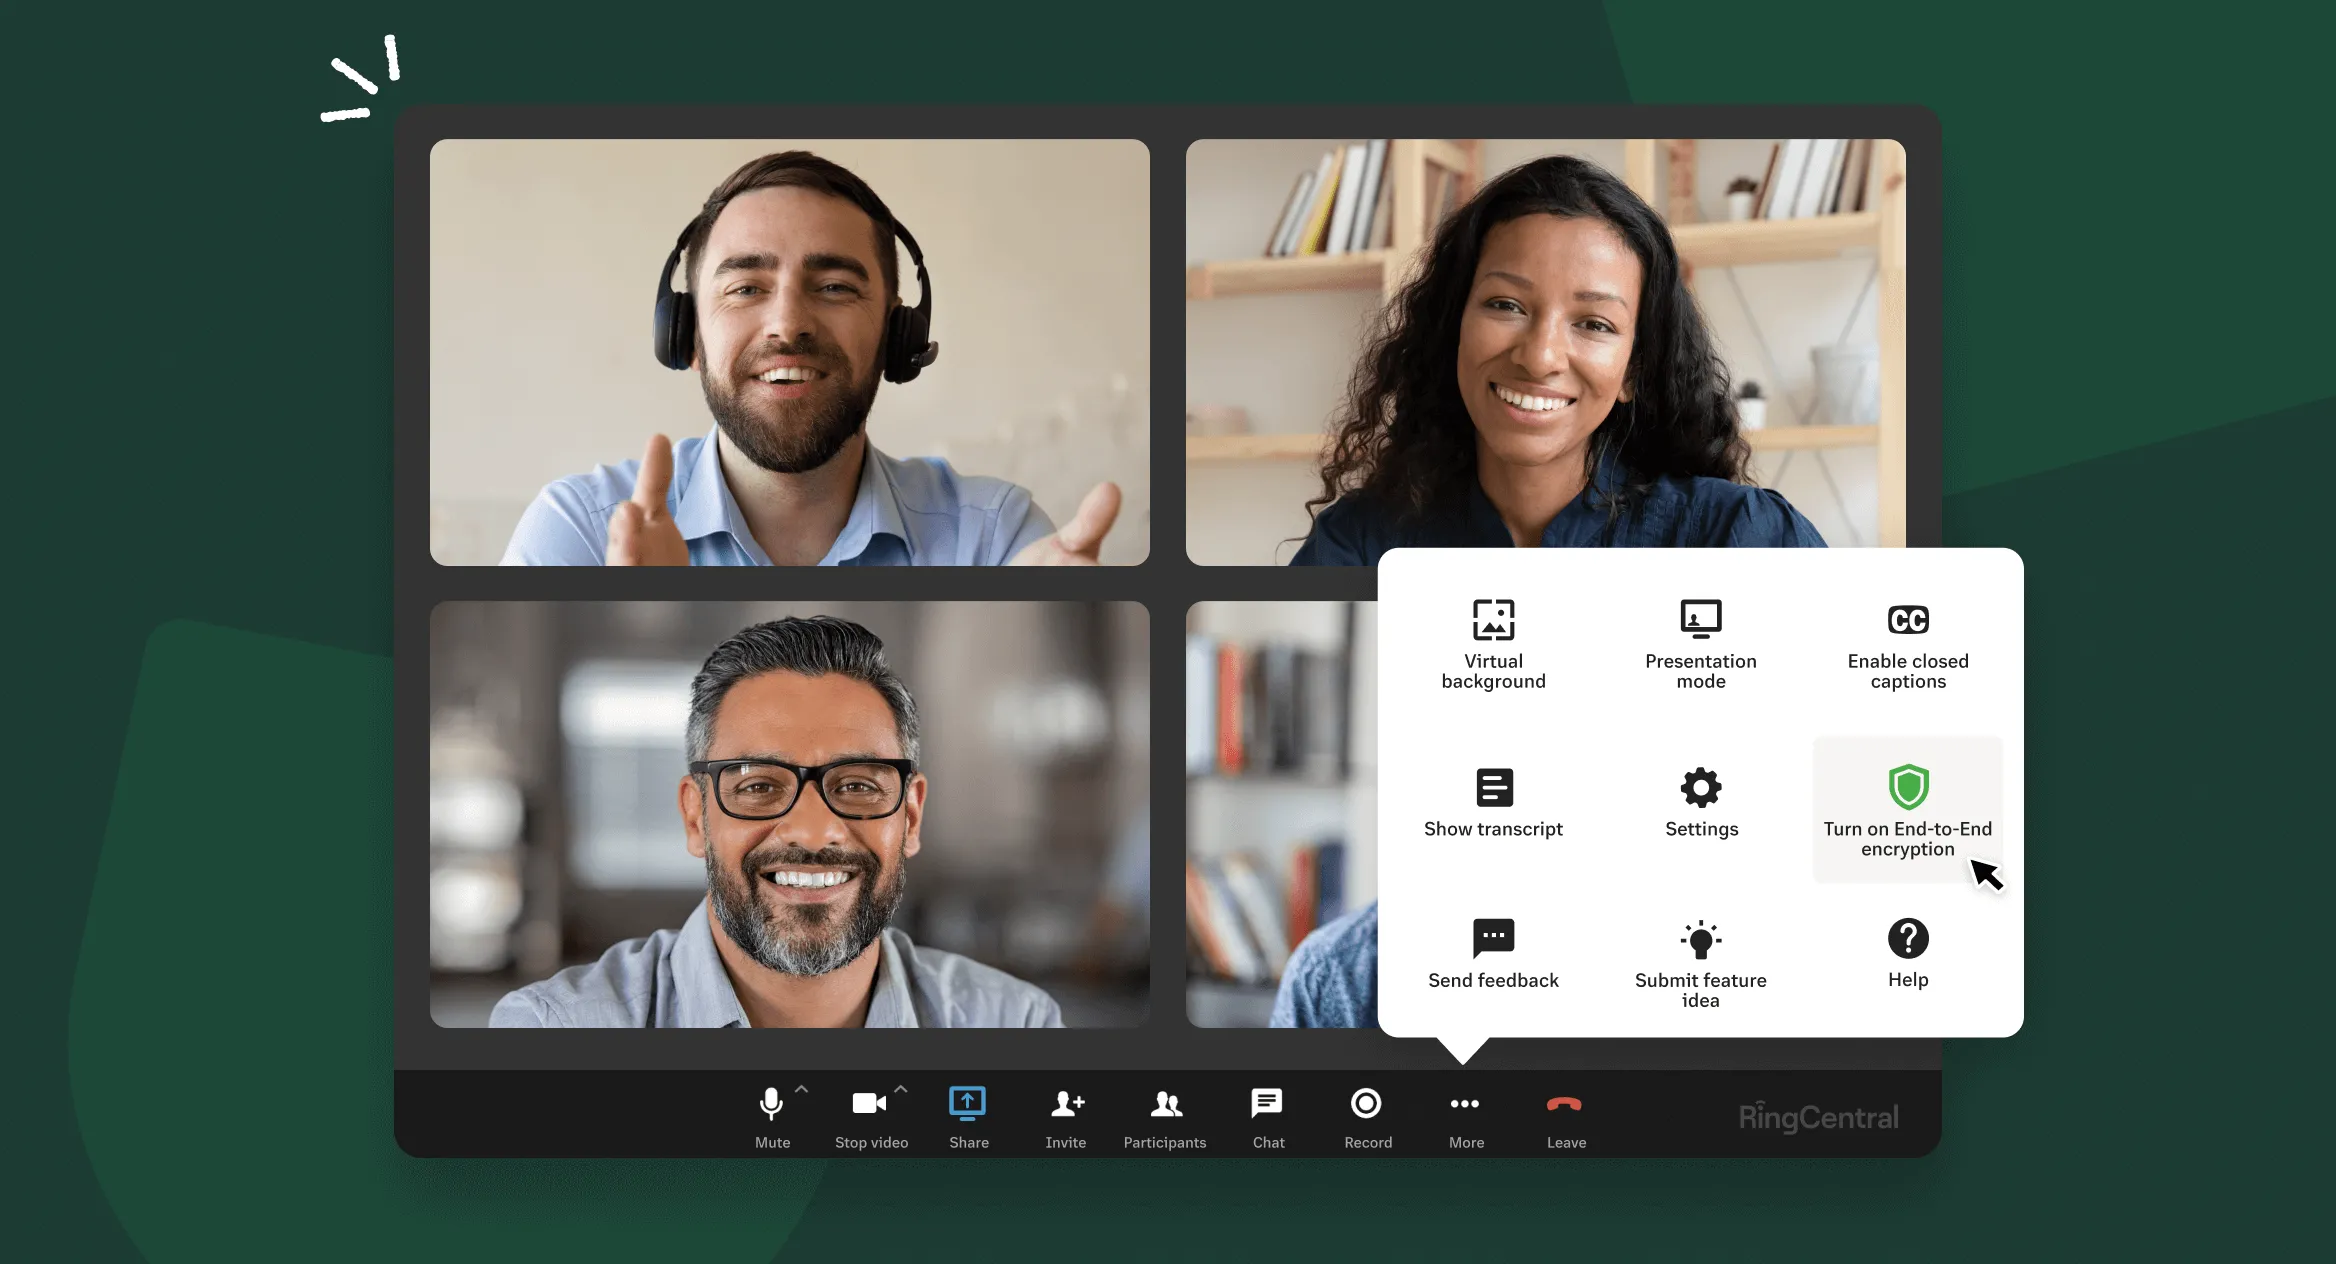 Virtual
background
Presentation
mode
CC
Enable closed
captions
Show transcript
Settings
Turn on End-to-End
encryption
Send feedback
Submit feature
idea
?
Help
Mute
Stop video
Share
Invite
Participants
Chat
Record
More
Leave
RingCentral